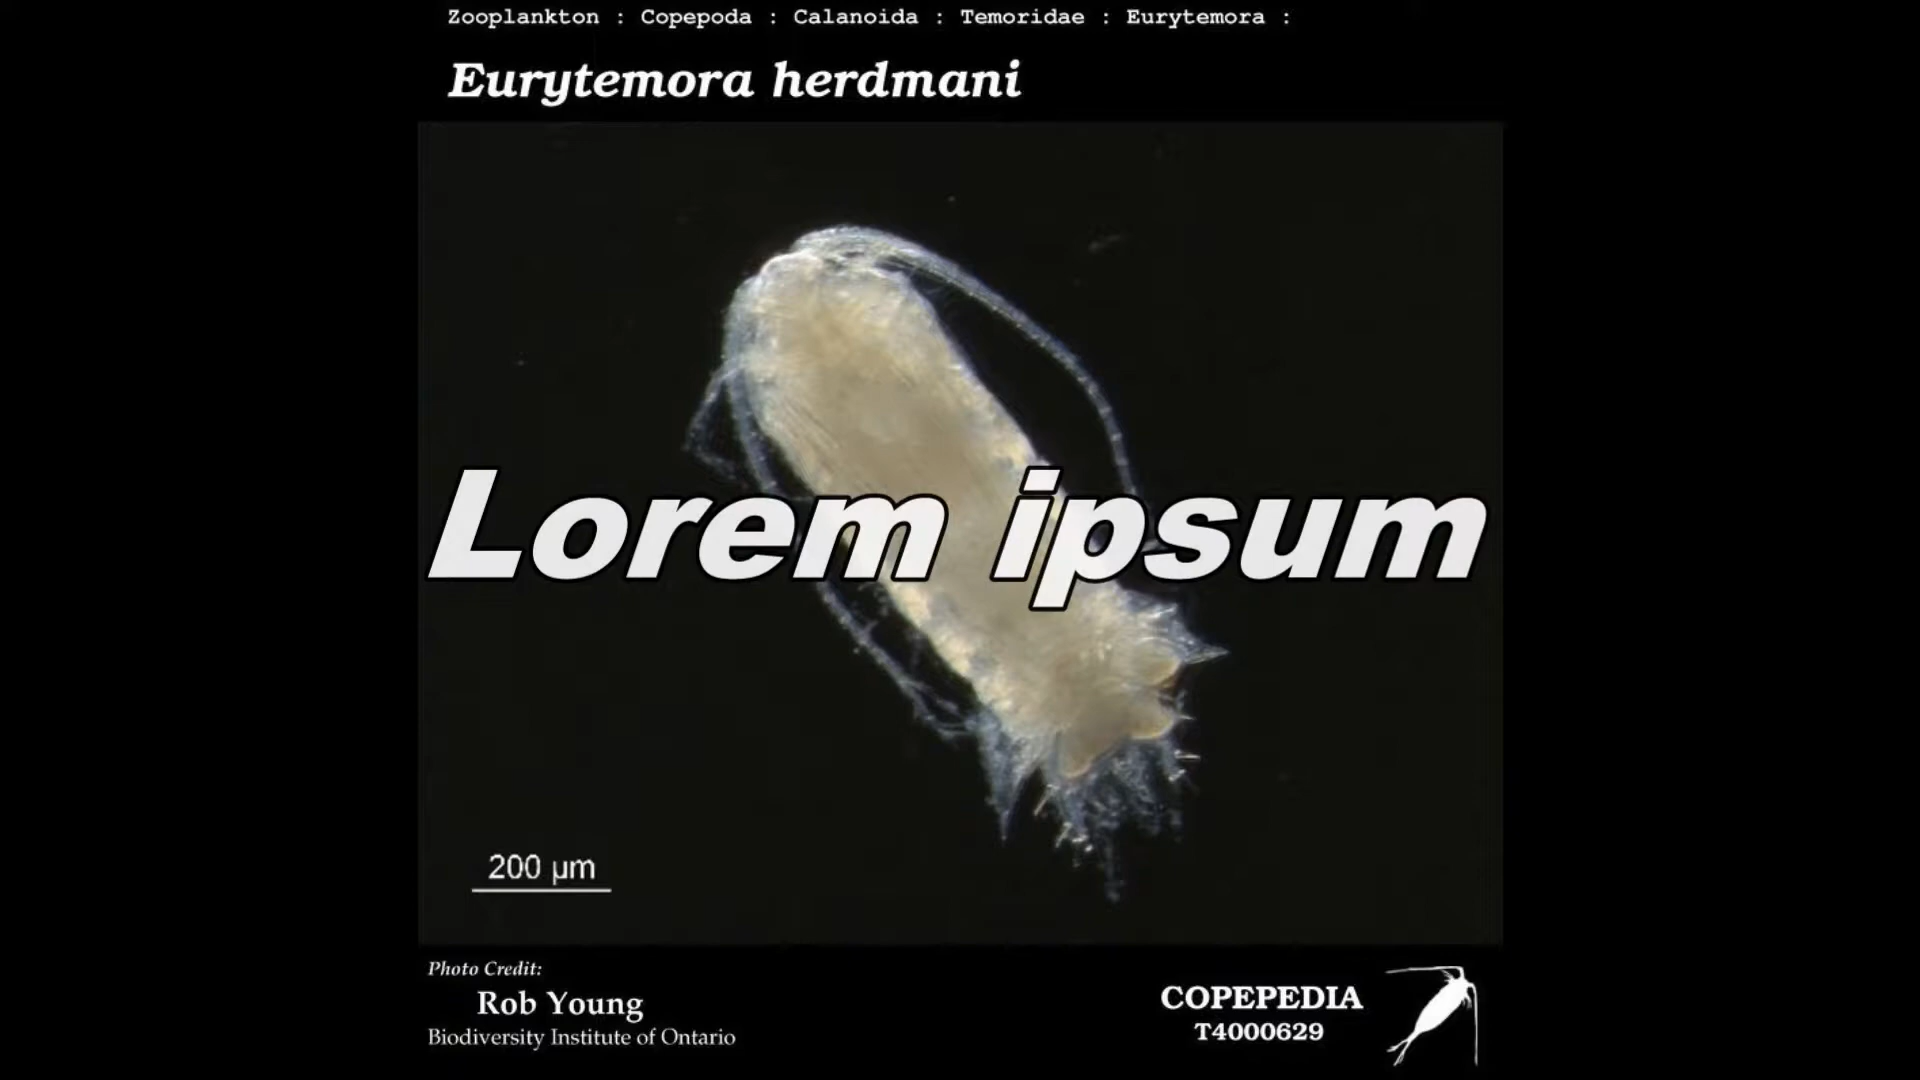 Zooplankton : Copepoda : Calanoida : Temoridae : Eurytemora :
Eurytemora herdmani
Lorem ipsum
200 µm
Photo Credit:
Rob Young
Biodiversity Institute of Ontario
COPEPEDIA
T4000629